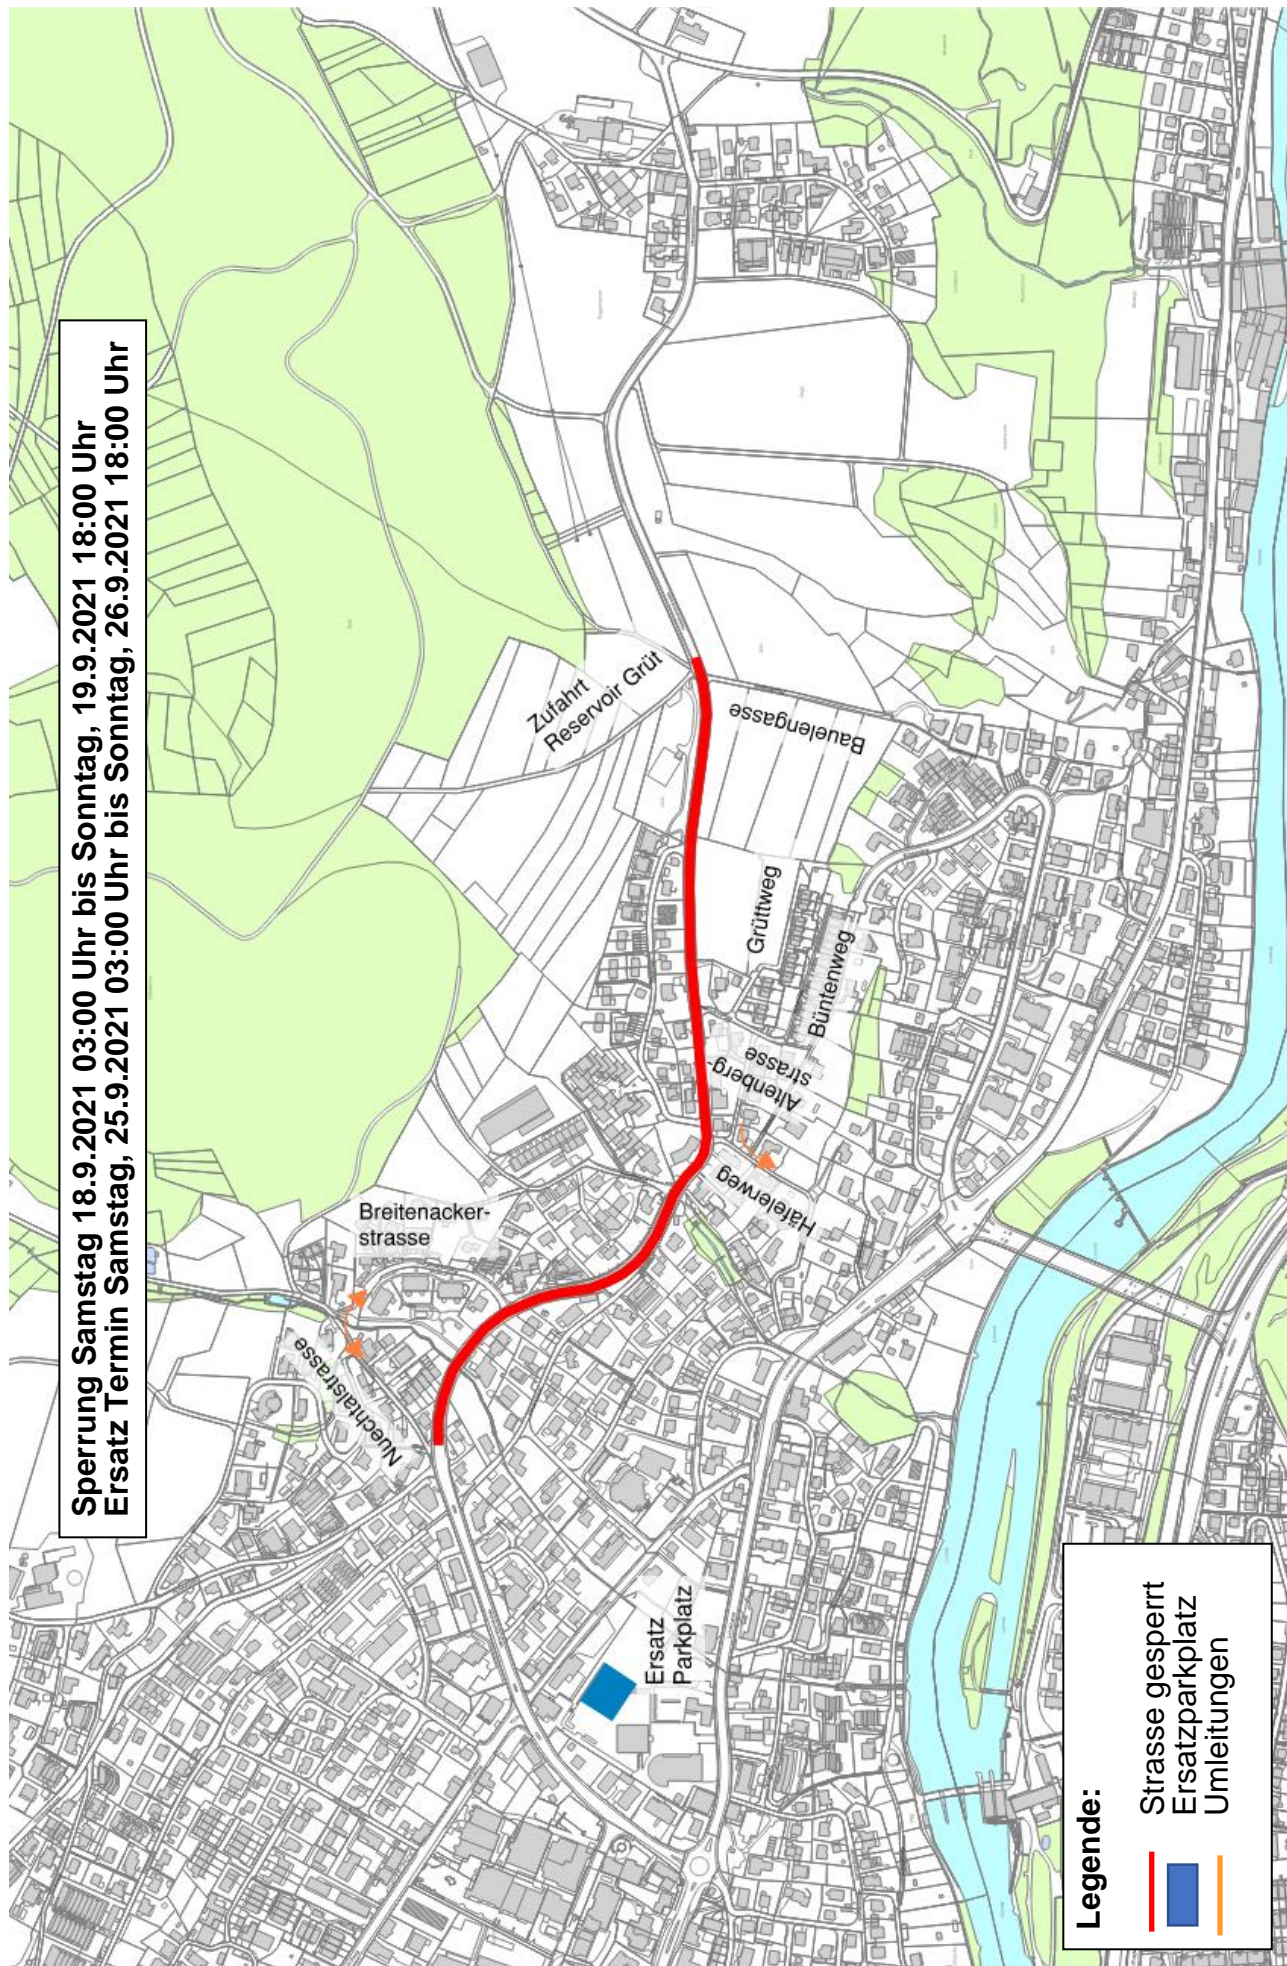 Sperrung Samstag 18.9.2021 03:00 Uhr bis Sonntag, 19.9.2021 18:00 Uhr
Ersatz Termin Samstag, 25.9.2021 03:00 Uhr bis Sonntag, 26.9.2021 18:00 Uhr
Nuechtalstrasse
Breitenacker-
strasse
Zufahrt
Reservoir Grüt
Bauelengasse
Grüttweg
Büntenweg
Altenberg-
strasse
Häfelerweg
Ersatz
Parkplatz
Legende:
Strasse gesperrt
Ersatzparkplatz
Umleitungen